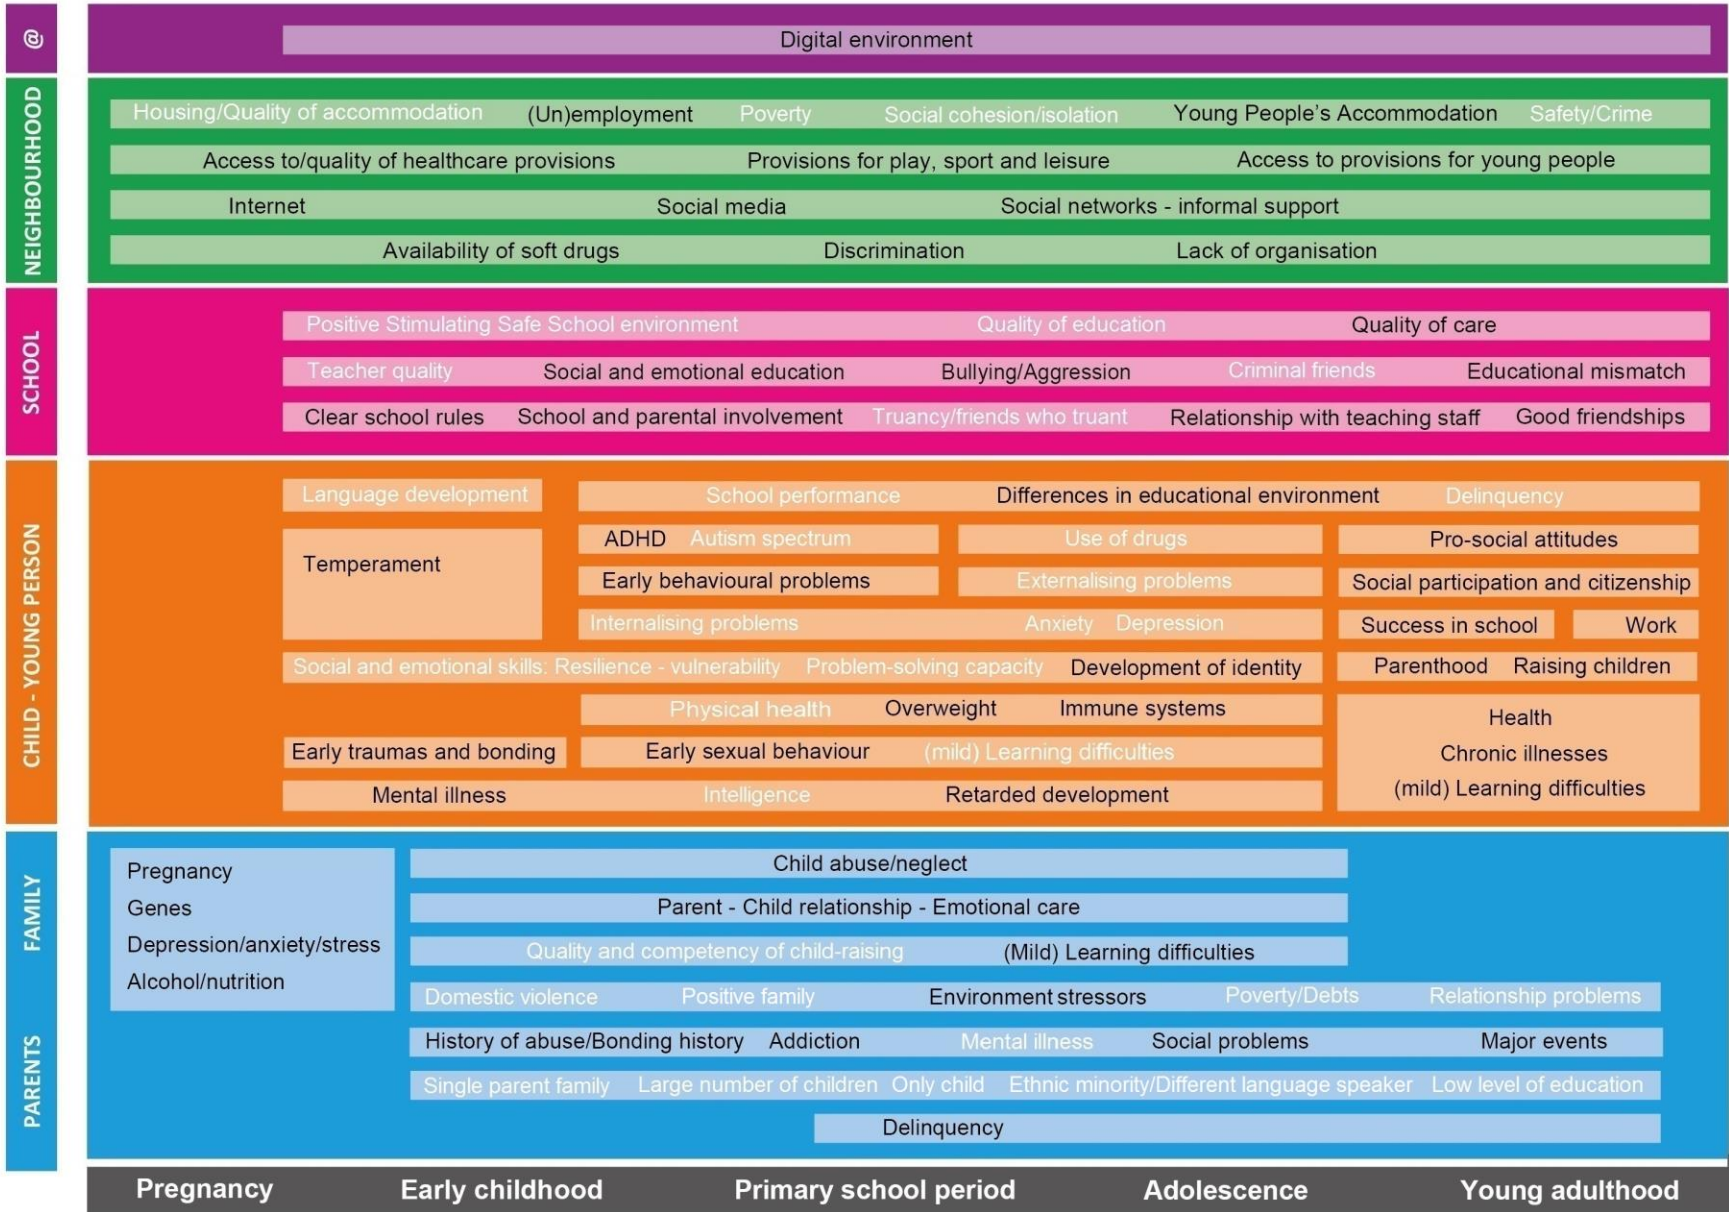 @
Digital environment
NEIGHBOURHOOD
Housing/Quality of accommodation (Un)employment Poverty Social cohesion/isolation Young People's Accommodation Safety/Crime
Access to/quality of healthcare provisions Provisions for play, sport and leisure Access to provisions for young people
Internet Social media Social networks - informal support
Availability of soft drugs Discrimination Lack of organisation
SCHOOL
Positive Stimulating Safe School environment Quality of education Quality of care
Teacher quality Social and emotional education Bullying/Aggression Criminal friends Educational mismatch
Clear school rules School and parental involvement Truancy/friends who truant Relationship with teaching staff Good friendships
CHILD - YOUNG PERSON
Language development School performance Differences in educational environment Delinquency
ADHD Autism spectrum Use of drugs Pro-social attitudes
Temperament
Early behavioural problems Externalising problems Social participation and citizenship
Internalising problems Anxiety Depression Success in school Work
Social and emotional skills: Resilience - vulnerability Problem-solving capacity Development of identity Parenthood Raising children
Physical health Overweight Immune systems Health
Early traumas and bonding Early sexual behaviour (mild) Learning difficulties Chronic illnesses
Mental illness Intelligence Retarded development (mild) Learning difficulties
FAMILY
PARENTS
Pregnancy
Genes
Depression/anxiety/stress
Alcohol/nutrition
Child abuse/neglect
Parent - Child relationship - Emotional care
Quality and competency of child-raising (Mild) Learning difficulties
Domestic violence Positive family Environment stressors Poverty/Debts Relationship problems
History of abuse/Bonding history Addiction Mental illness Social problems Major events
Single parent family Large number of children Only child Ethnic minority/Different language speaker Low level of education
Delinquency
Pregnancy Early childhood Primary school period Adolescence Young adulthood